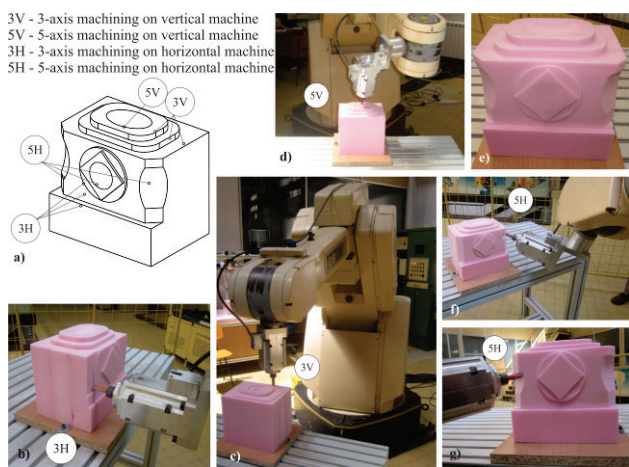 3V - 3-axis machining on vertical machine
5V - 5-axis machining on vertical machine
3H - 3-axis machining on horizontal machine
5H - 5-axis machining on horizontal machine
5V
3V
5H
3H
a)
5V
d)
e)
3H
b)
3V
c)
5H
f)
5H
g)